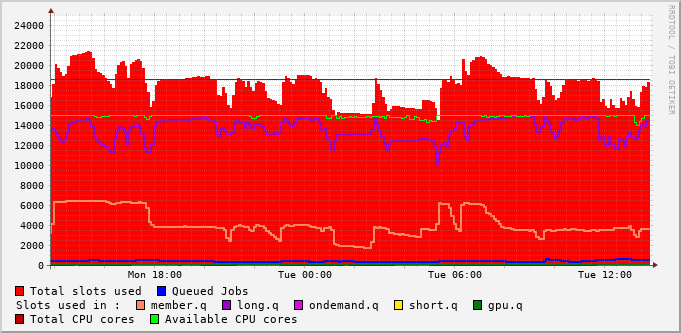 RRDTOOL / TOBI OETIKER
24000
22000
20000
18000
16000
14000
12000
10000
8000
6000
4000
2000
0
Mon 18:00 Tue 00:00 Tue 06:00 Tue 12:00
Total slots used Queued Jobs
Slots used in : member.q long.q ondemand.q short.q gpu.q
Total CPU cores Available CPU cores